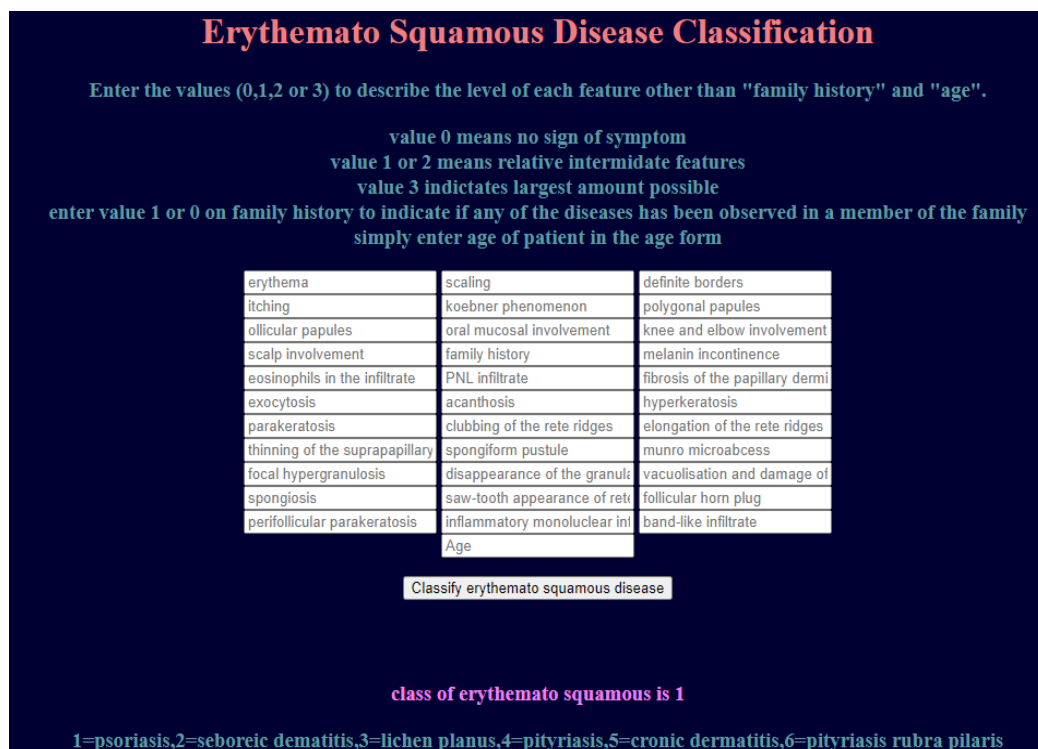 Erythemato Squamous Disease Classification
Enter the values (0,1,2 or 3) to describe the level of each feature other than "family history" and "age".
value 0 means no sign of symptom
value 1 or 2 means relative intermidate features
value 3 indictates largest amount possible
enter value 1 or 0 on family history to indicate if any of the diseases has been observed in a member of the family
simply enter age of patient in the age form
erythema scaling definite borders
itching koebner phenomenon polygonal papules
ollicular papules oral mucosal involvement knee and elbow involvement
scalp involvement family history melanin incontinence
eosinophils in the infiltrate PNL infiltrate fibrosis of the papillary dermi
exocytosis acanthosis hyperkeratosis
parakeratosis clubbing of the rete ridges elongation of the rete ridges
thinning of the suprapapillary spongiform pustule munro microabcess
focal hypergranulosis disappearance of the granula vacuolisation and damage of
spongiosis saw-tooth appearance of rete follicular horn plug
perifollicular parakeratosis inflammatory monoluclear inf band-like infiltrate
Age
Classify erythemato squamous disease
class of erythemato squamous is 1
1=psoriasis,2=seboreic dematitis,3=lichen planus,4=pityriasis,5=cronic dermatitis,6=pityriasis rubra pilaris